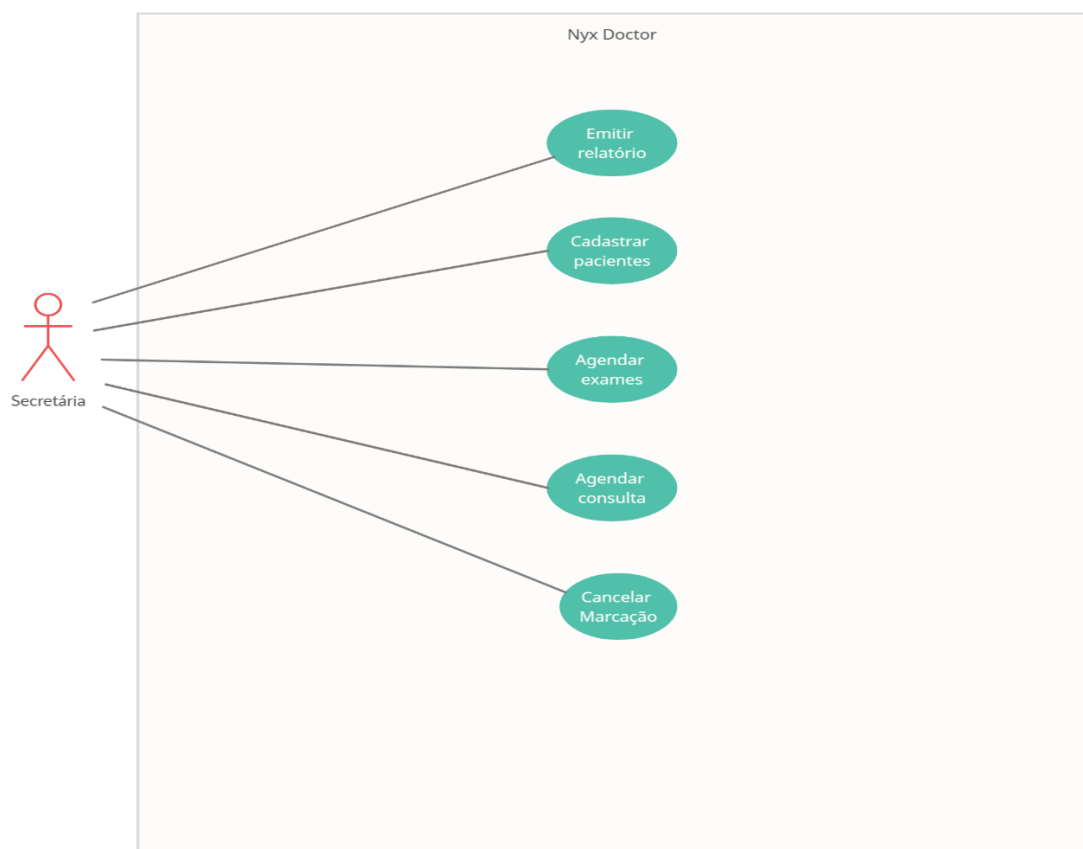 Nyx Doctor
Emitir
relatório
Cadastrar
pacientes
Agendar
exames
Secretária
Agendar
consulta
Cancelar
Marcação